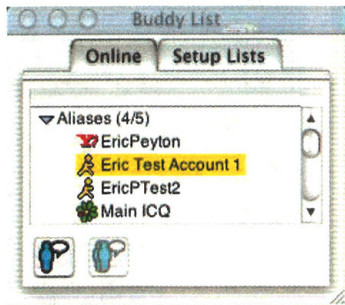 Buddy List
Online Setup Lists
Aliases (4/5)
EricPeyton
Eric Test Account 1
EricPTest2
Main ICQ